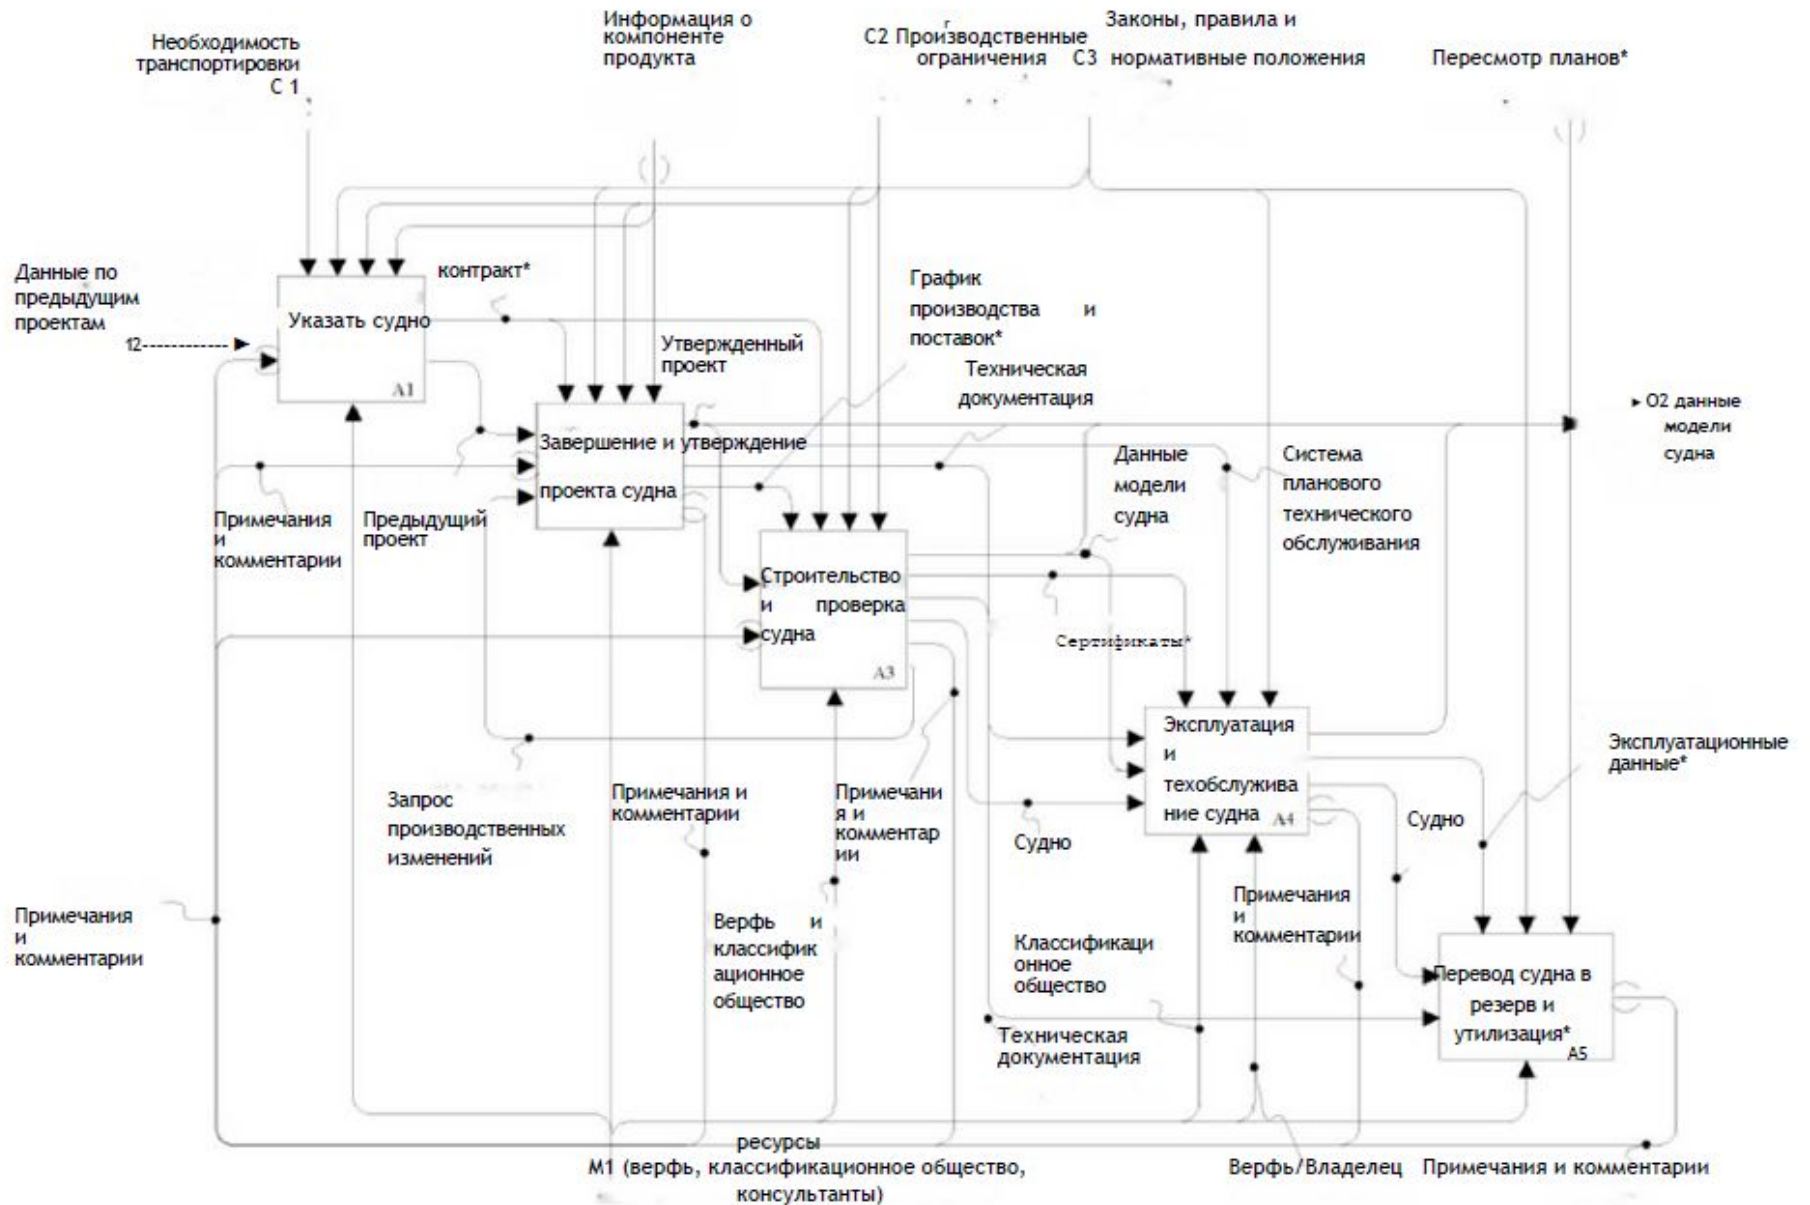 Необходимость
транспортировки
С 1
Информация о
компоненте
продукта
С2 Производственные
ограничения
С3
Законы, правила и
нормативные положения
Пересмотр планов*
Данные по
предыдущим
проектам
12
контракт*
Указать судно
А1
Утвержденный
проект
График
производства и
поставок*
Техническая
документация
О2 данные
модели
судна
Завершение и утверждение
проекта судна
Данные
модели
судна
Система
планового
технического
обслуживания
Примечания
и
комментарии
Предыдущий
проект
Строительство
и проверка
судна
А3
Сертификаты*
Эксплуатация
и
техобслужива
ние судна
А4
Эксплуатационные
данные*
Запрос
производственных
изменений
Примечания и
комментарии
Примечани
я и
комментар
ии
Судно
Судно
Примечания
и
комментарии
Верфь и
классифик
ационное
общество
Классификаци
онное
общество
Примечания
и
комментарии
Перевод судна в
резерв и
утилизация*
А5
Техническая
документация
ресурсы
М1 (верфь, классификационное общество,
консультанты)
Верфь/Владелец
Примечания и комментарии